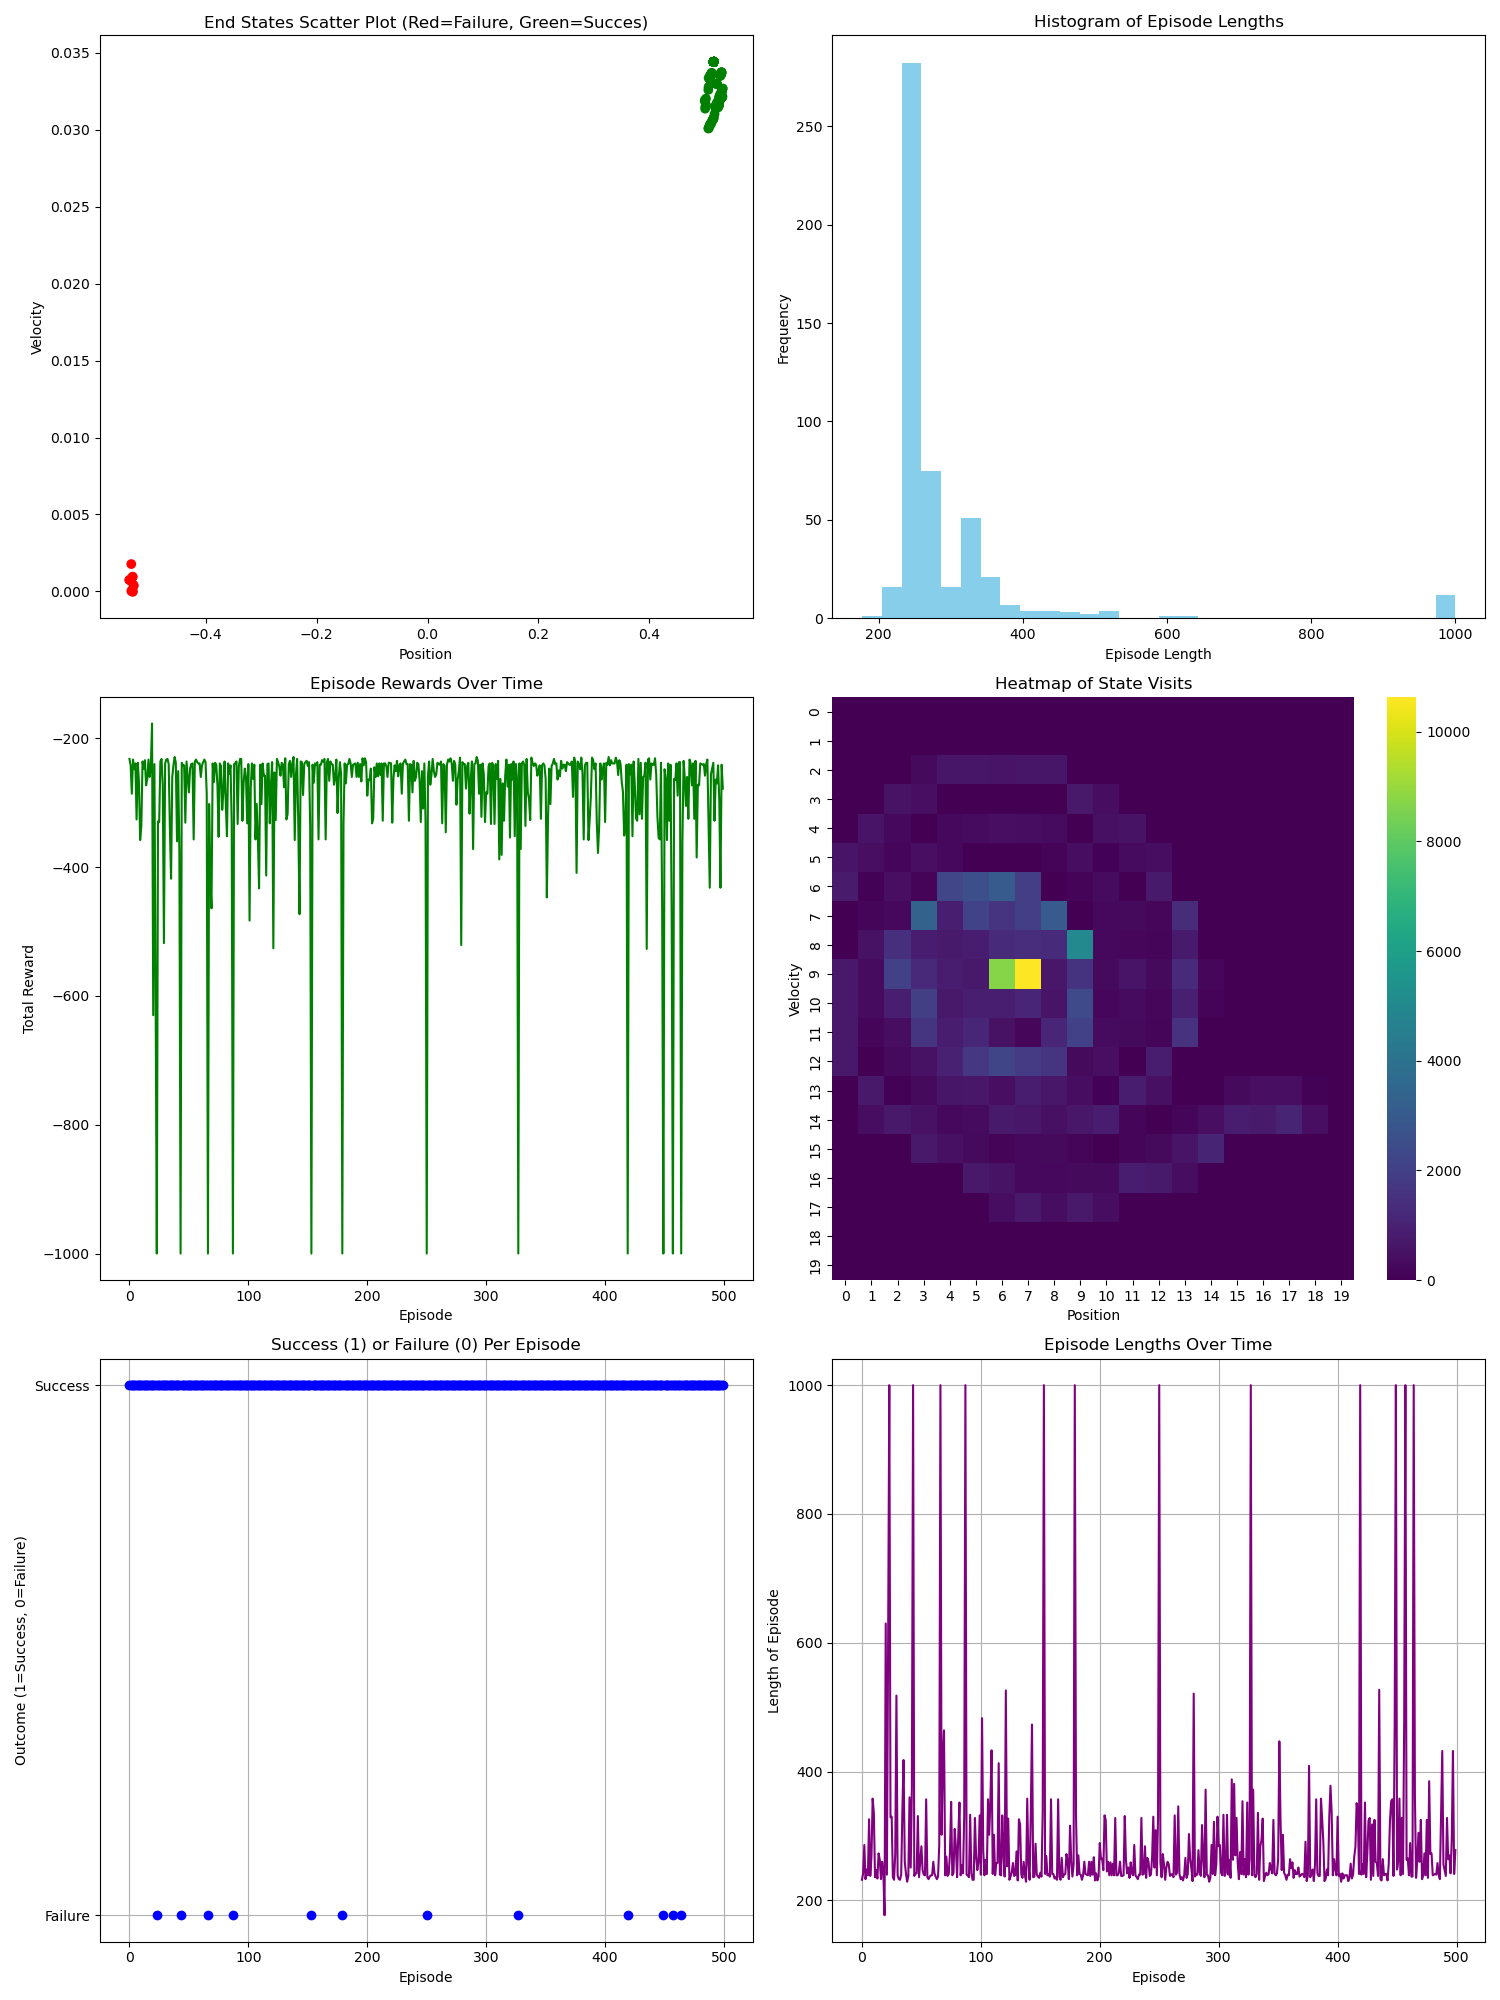 End States Scatter Plot (Red=Failure, Green=Succes)
0.035
0.030
0.025
0.020
0.015
0.010
0.005
0.000
Velocity
−0.4 −0.2 0.0 0.2 0.4
Position
Histogram of Episode Lengths
250
200
150
100
50
0
Frequency
200 400 600 800 1000
Episode Length
Episode Rewards Over Time
−200
−400
−600
−800
−1000
Total Reward
0 100 200 300 400 500
Episode
Heatmap of State Visits
0
1
2
3
4
5
6
7
8
9
10
11
12
13
14
15
16
17
18
19
Velocity
0 1 2 3 4 5 6 7 8 9 10 11 12 13 14 15 16 17 18 19
Position
10000
8000
6000
4000
2000
0
Success (1) or Failure (0) Per Episode
Success
Failure
Outcome (1=Success, 0=Failure)
0 100 200 300 400 500
Episode
Episode Lengths Over Time
1000
800
600
400
200
Length of Episode
0 100 200 300 400 500
Episode